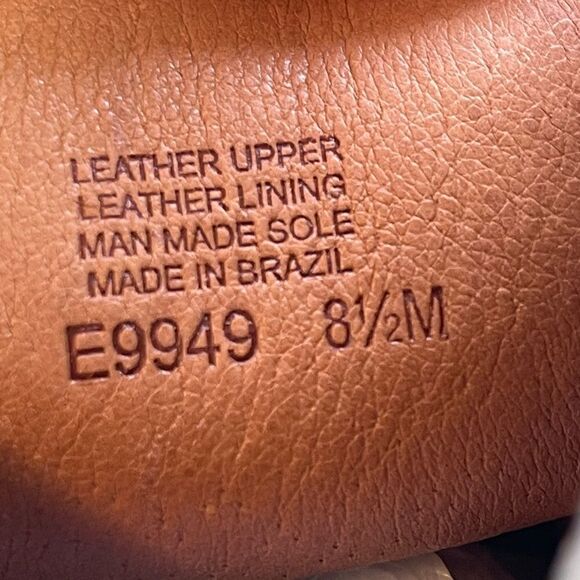 LEATHER UPPER
LEATHER LINING
MAN MADE SOLE
MADE IN BRAZIL
E9949 8½M